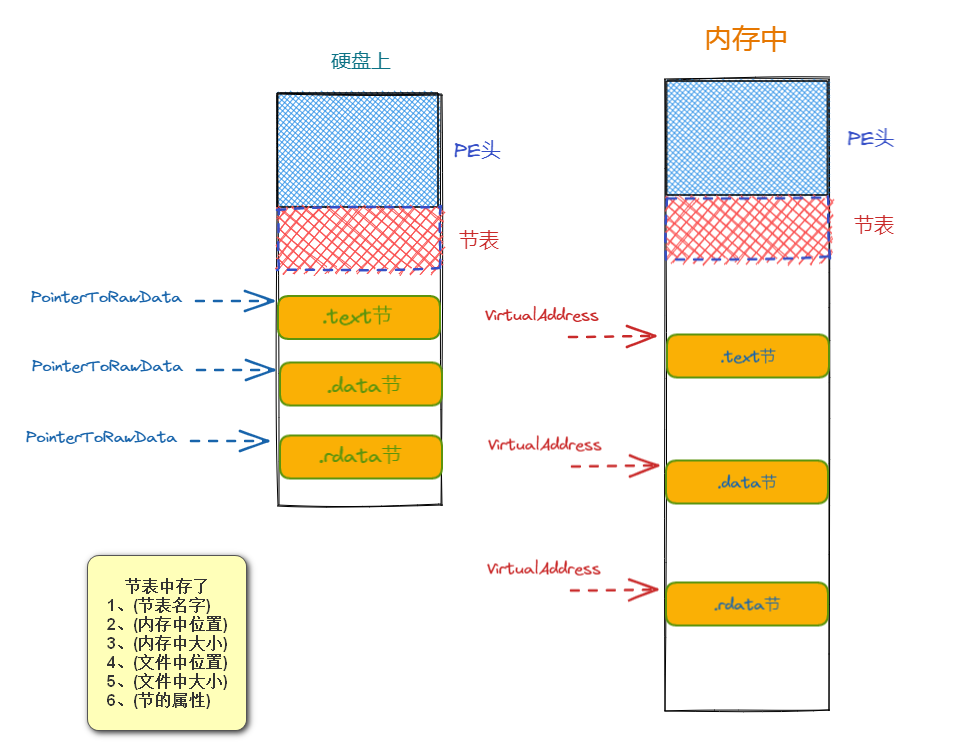 硬盘上
内存中
PE头
PE头
节表
节表
PointerToRawData
.text节
VirtualAddress
.text节
PointerToRawData
.data节
VirtualAddress
.data节
PointerToRawData
.rdata节
VirtualAddress
.rdata节
节表中存了
1、(节表名字)
2、(内存中位置)
3、(内存中大小)
4、(文件中位置)
5、(文件中大小)
6、(节的属性)